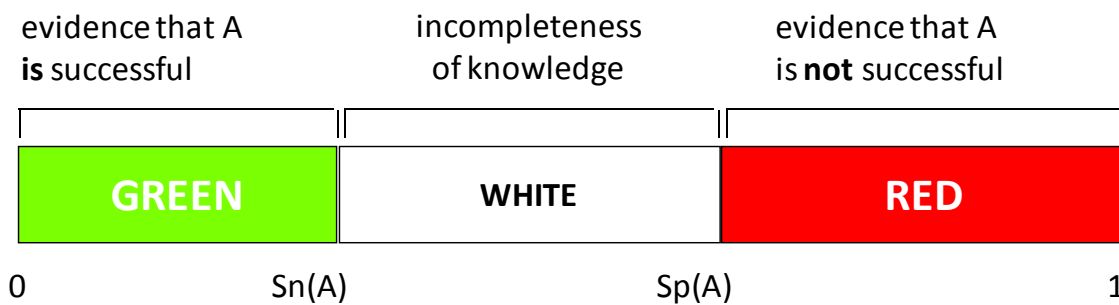 evidence that A
is successful
incompleteness
of knowledge
evidence that A
is not successful
GREEN
WHITE
RED
0
Sn(A)
Sp(A)
1